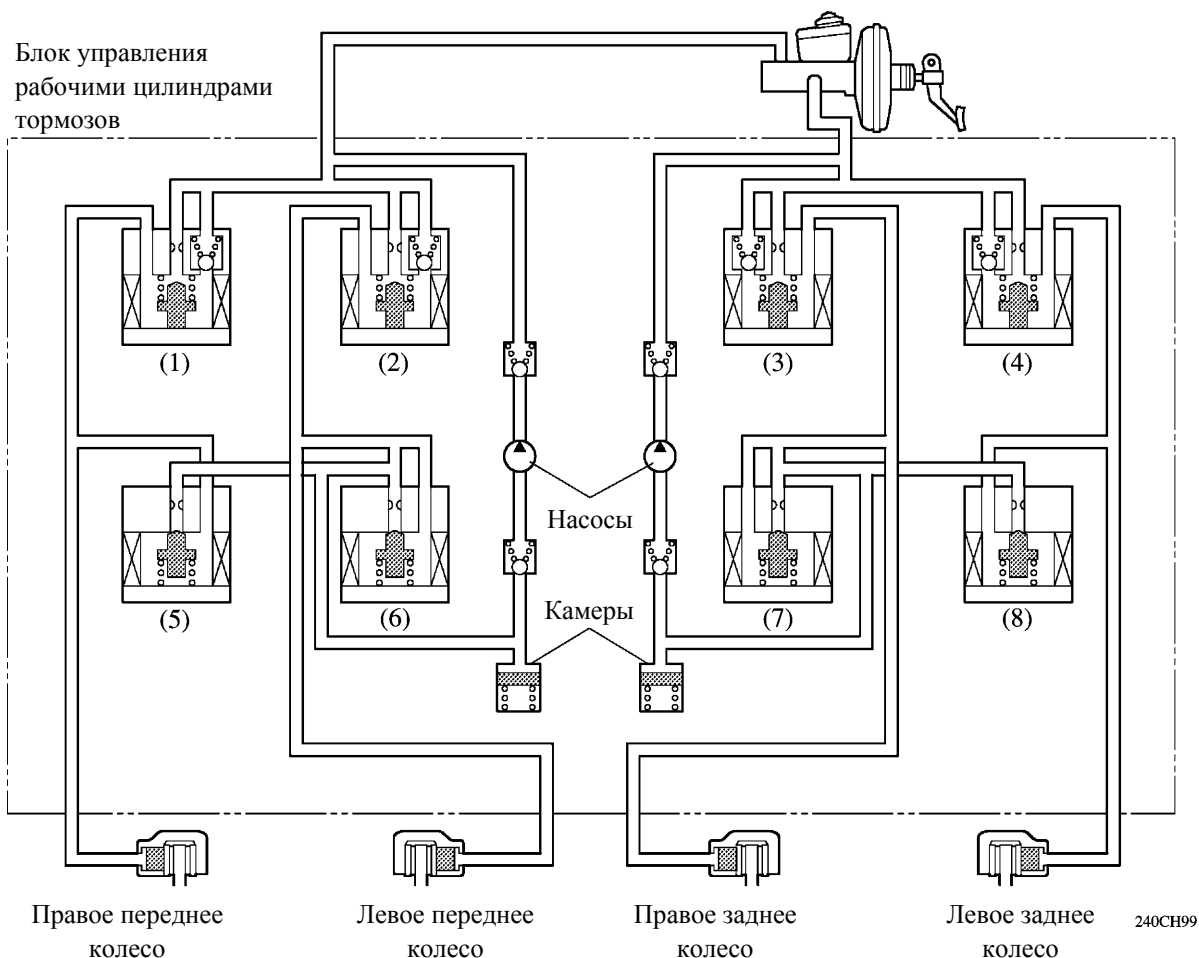 Блок управления
рабочими цилиндрами
тормозов
(1)
(2)
(3)
(4)
Насосы
(5)
(6)
Камеры
(7)
(8)
Правое переднее
колесо
Левое переднее
колесо
Правое заднее
колесо
Левое заднее
колесо
240CH99